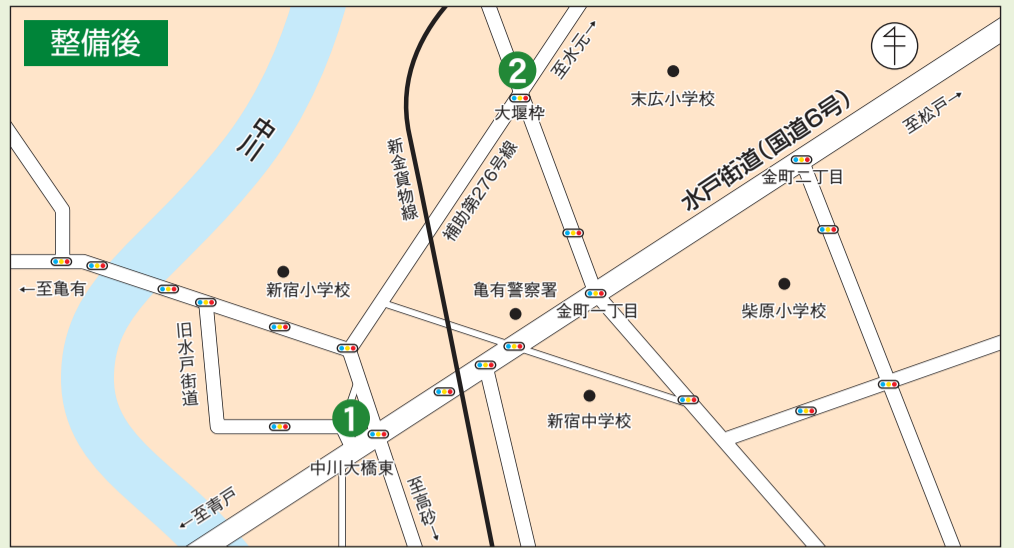 整備後
中川
新金貨物線
補助第276号線
2
至水元→
大堰枠
末広小学校
水戸街道(国道6号)
至松戸→
金町二丁目
←至亀有
新宿小学校
亀有警察署
金町一丁目
柴原小学校
旧水戸街道
1
新宿中学校
中川大橋東
←至青戸
至高砂→